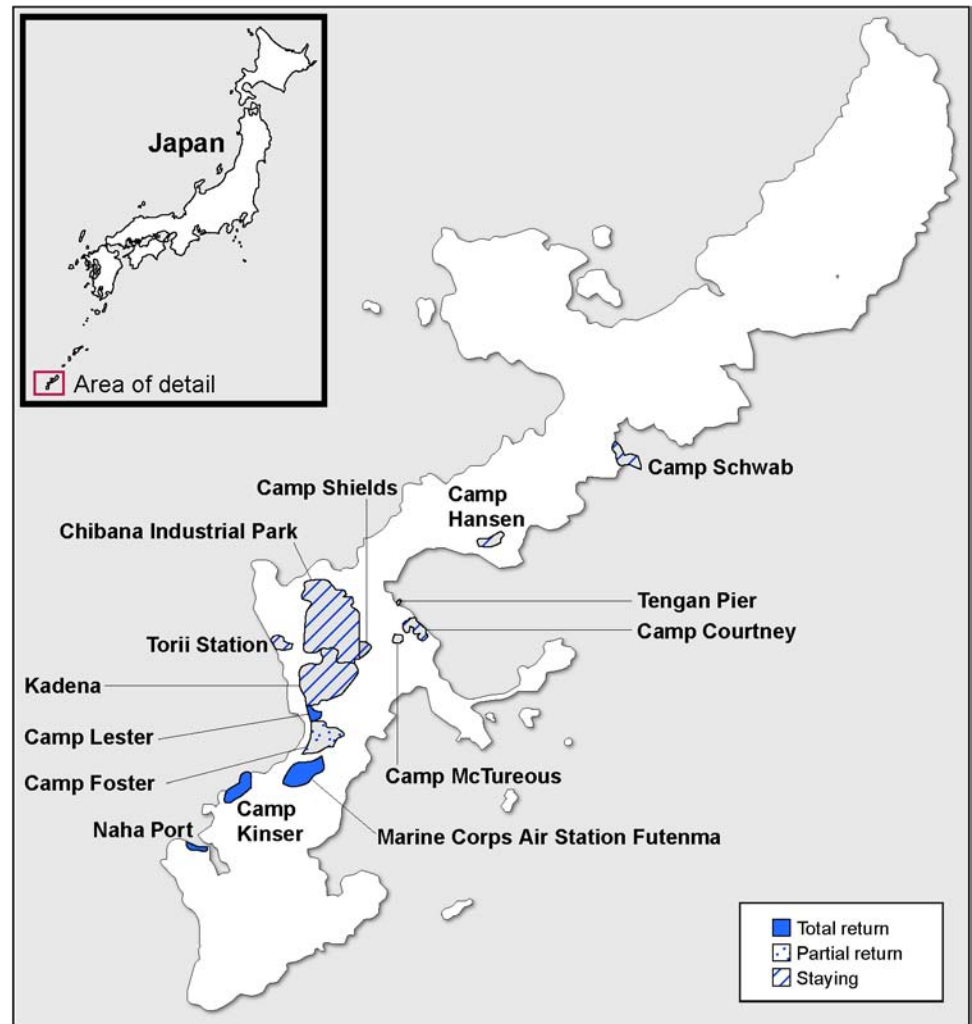 Japan
Area of detail
Camp Schwab
Camp Shields
Camp
Hansen
Chibana Industrial Park
Tengan Pier
Camp Courtney
Torii Station
Kadena
Camp Lester
Camp McTureous
Camp Foster
Camp
Kinser
Naha Port
Marine Corps Air Station Futenma
Total return
Partial return
Staying